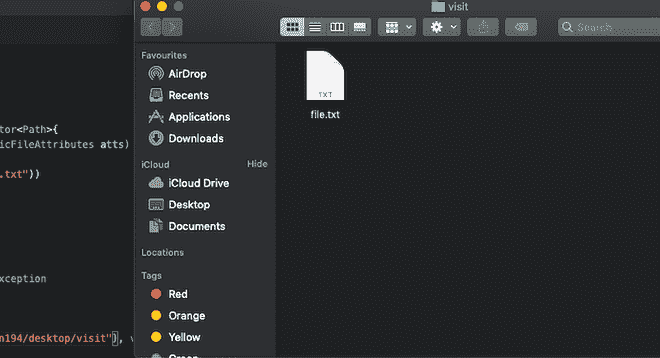 visit
Search
Favourites
AirDrop
Recents
Applications
Downloads
iCloud
Hide
iCloud Drive
Desktop
Documents
Locations
Tags
Red
Orange
Yellow
TXT
file.txt
tor<Path>{
icFileAttributes atts)
.txt"))
xception
n194/desktop/visit"), v